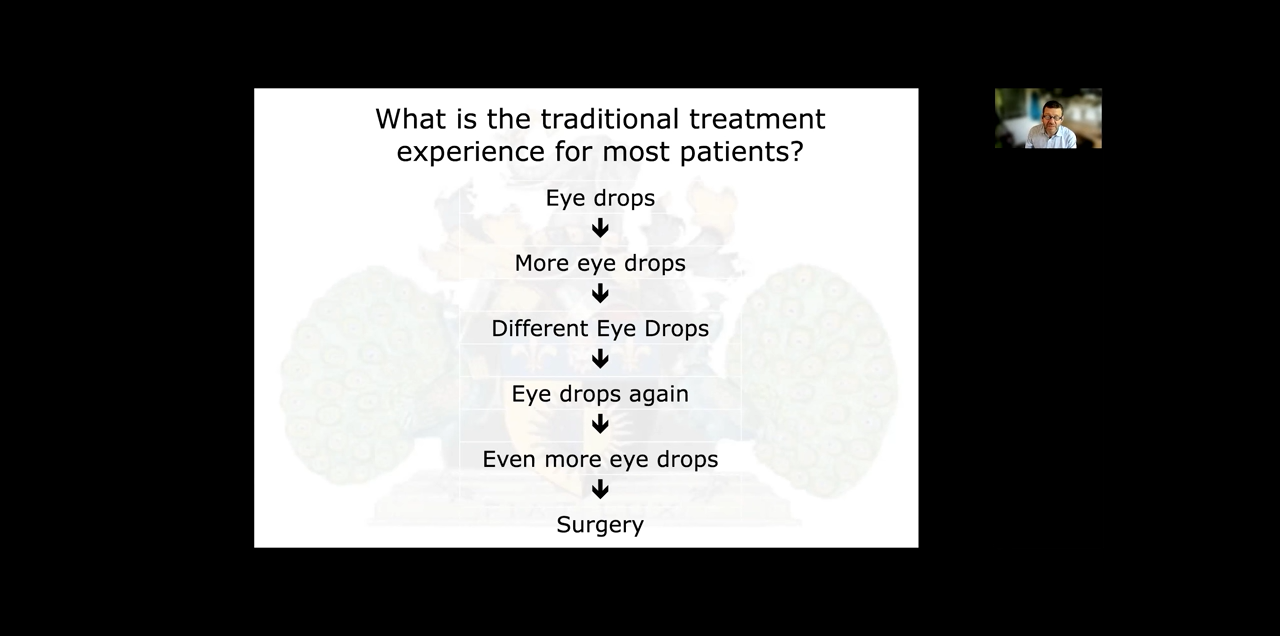 What is the traditional treatment
experience for most patients?
Eye drops
More eye drops
Different Eye Drops
Eye drops again
Even more eye drops
Surgery